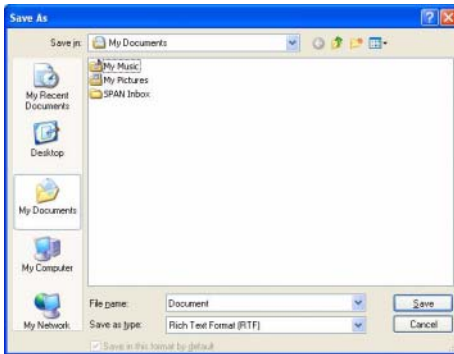 Save As
Save in: My Documents
My Recent Documents
Desktop
My Documents
My Computer
My Network
My Music
My Pictures
SPAN Inbox
File name: Document Save
Save as type: Rich Text Format (RTF) Cancel
Save in this format by default